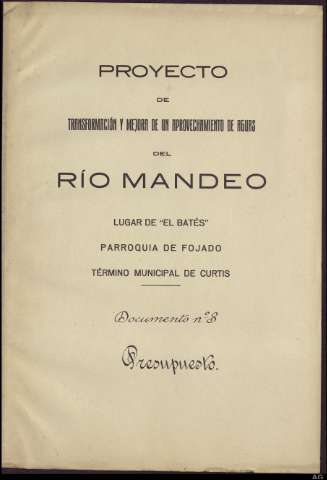 PROYECTO
DE
TRANSFORMACIÓN Y MEJORA DE UN APROVECHAMIENTO DE AGUAS
DEL
RÍO MANDEO
LUGAR DE "EL BATÉS"
PARROQUIA DE FOJADO
TÉRMINO MUNICIPAL DE CURTIS
Documento nº 3
Presupuesto.
AG